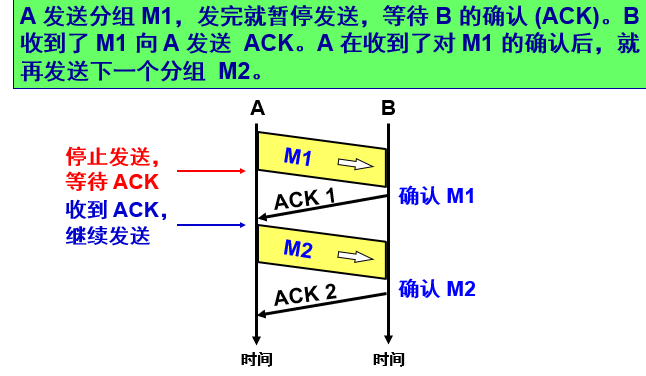 A 发送分组 M1，发完就暂停发送，等待 B 的确认 (ACK)。B
收到了 M1 向 A 发送 ACK。A 在收到了对 M1 的确认后，就
再发送下一个分组 M2。
A
B
停止发送，
等待 ACK
M1
收到 ACK，
继续发送
ACK 1
确认 M1
M2
ACK 2
确认 M2
时间
时间